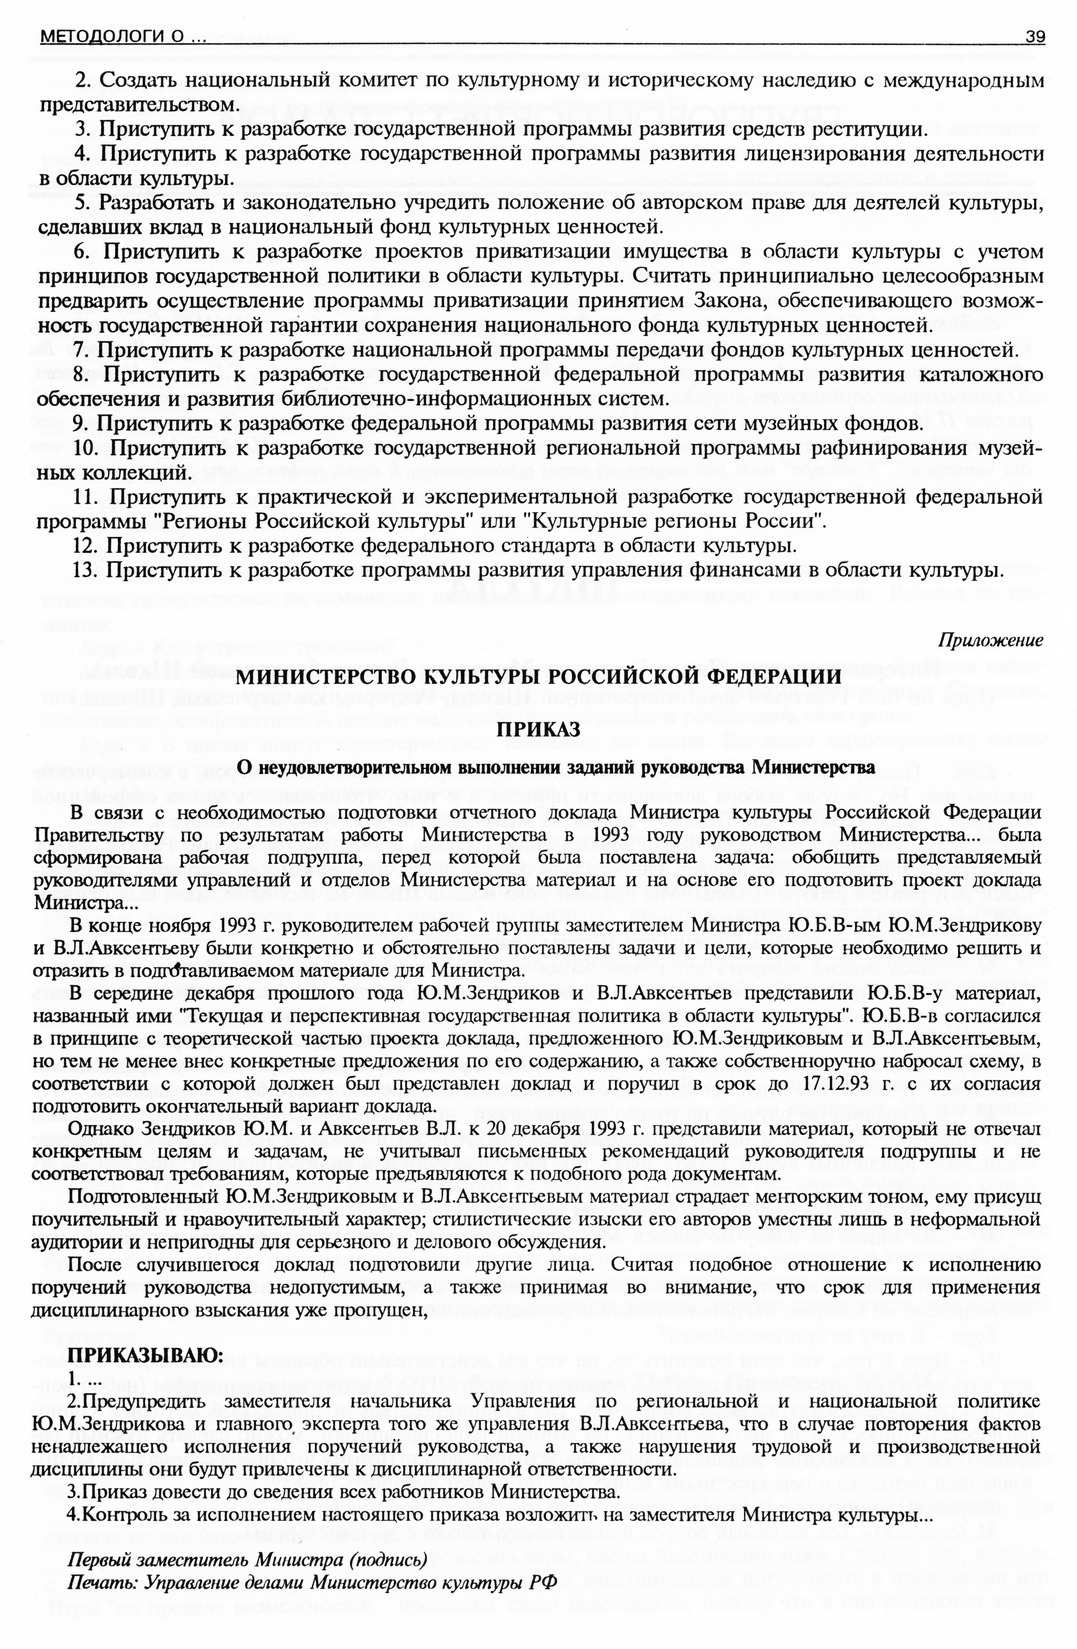 МЕТОДОЛОГИ О ... 39
2. Создать национальный комитет по культурному и историческому наследию с международным
представительством.
3. Приступить к разработке государственной программы развития средств реституции.
4. Приступить к разработке государственной программы развития лицензирования деятельности
в области культуры.
5. Разработать и законодательно учредить положение об авторском праве для деятелей культуры,
сделавших вклад в национальный фонд культурных ценностей.
6. Приступить к разработке проектов приватизации имущества в области культуры с учетом
принципов государственной политики в области культуры. Считать принципиально целесообразным
предварить осуществление программы приватизации принятием Закона, обеспечивающего возмож-
ность государственной гарантии сохранения национального фонда культурных ценностей.
7. Приступить к разработке национальной программы передачи фондов культурных ценностей.
8. Приступить к разработке государственной федеральной программы развития каталожного
обеспечения и развития библиотечно-информационных систем.
9. Приступить к разработке федеральной программы развития сети музейных фондов.
10. Приступить к разработке государственной региональной программы рафинирования музей-
ных коллекций.
11. Приступить к практической и экспериментальной разработке государственной федеральной
программы "Регионы Российской культуры" или "Культурные регионы России".
12. Приступить к разработке федерального стандарта в области культуры.
13. Приступить к разработке программы развития управления финансами в области культуры.
Приложение
МИНИСТЕРСТВО КУЛЬТУРЫ РОССИЙСКОЙ ФЕДЕРАЦИИ
ПРИКАЗ
О неудовлетворительном выполнении заданий руководства Министерства
В связи с необходимостью подготовки отчетного доклада Министра культуры Российской Федерации
Правительству по результатам работы Министерства в 1993 году руководством Министерства... была
сформирована рабочая подгруппа, перед которой была поставлена задача: обобщить представляемый
руководителями управлений и отделов Министерства материал и на основе его подготовить проект доклада
Министра...
В конце ноября 1993 г. руководителем рабочей группы заместителем Министра Ю.Б.В-ым Ю.М.Зендрикову
и В.Л.Авксентьеву были конкретно и обстоятельно поставлены задачи и цели, которые необходимо решить и
отразить в подготавливаемом материале для Министра.
В середине декабря прошлого года Ю.М.Зендриков и В.Л.Авксентьев представили Ю.Б.В-у материал,
названный ими "Текущая и перспективная государственная политика в области культуры". Ю.Б.В-в согласился
в принципе с теоретической частью проекта доклада, предложенного Ю.М.Зендриковым и В.Л.Авксентьевым,
но тем не менее внес конкретные предложения по его содержанию, а также собственноручно набросал схему, в
соответствии с которой должен был представлен доклад и поручил в срок до 17.12.93 г. с их согласия
подготовить окончательный вариант доклада.
Однако Зендриков Ю.М. и Авксентьев В.Л. к 20 декабря 1993 г. представили материал, который не отвечал
конкретным целям и задачам, не учитывал письменных рекомендаций руководителя подгруппы и не
соответствовал требованиям, которые предъявляются к подобного рода документам.
Подготовленный Ю.М.Зендриковым и В.Л.Авксентьевым материал страдает менторским тоном, ему присущ
поучительный и нравоучительный характер; стилистические изыски его авторов уместны лишь в неформальной
аудитории и непригодны для серьезного и делового обсуждения.
После случившегося доклад подготовили другие лица. Считая подобное отношение к исполнению
поручений руководства недопустимым, а также принимая во внимание, что срок для применения
дисциплинарного взыскания уже пропущен,
ПРИКАЗЫВАЮ:
1. ...
2.Предупредить заместителя начальника Управления по региональной и национальной политике
Ю.М.Зендрикова и главного эксперта того же управления В.Л.Авксентьева, что в случае повторения фактов
ненадлежащего исполнения поручений руководства, а также нарушения трудовой и производственной
дисциплины они будут привлечены к дисциплинарной ответственности.
3.Приказ довести до сведения всех работников Министерства.
4.Контроль за исполнением настоящего приказа возложить на заместителя Министра культуры...
Первый заместитель Министра (подпись)
Печать: Управление делами Министерство культуры РФ